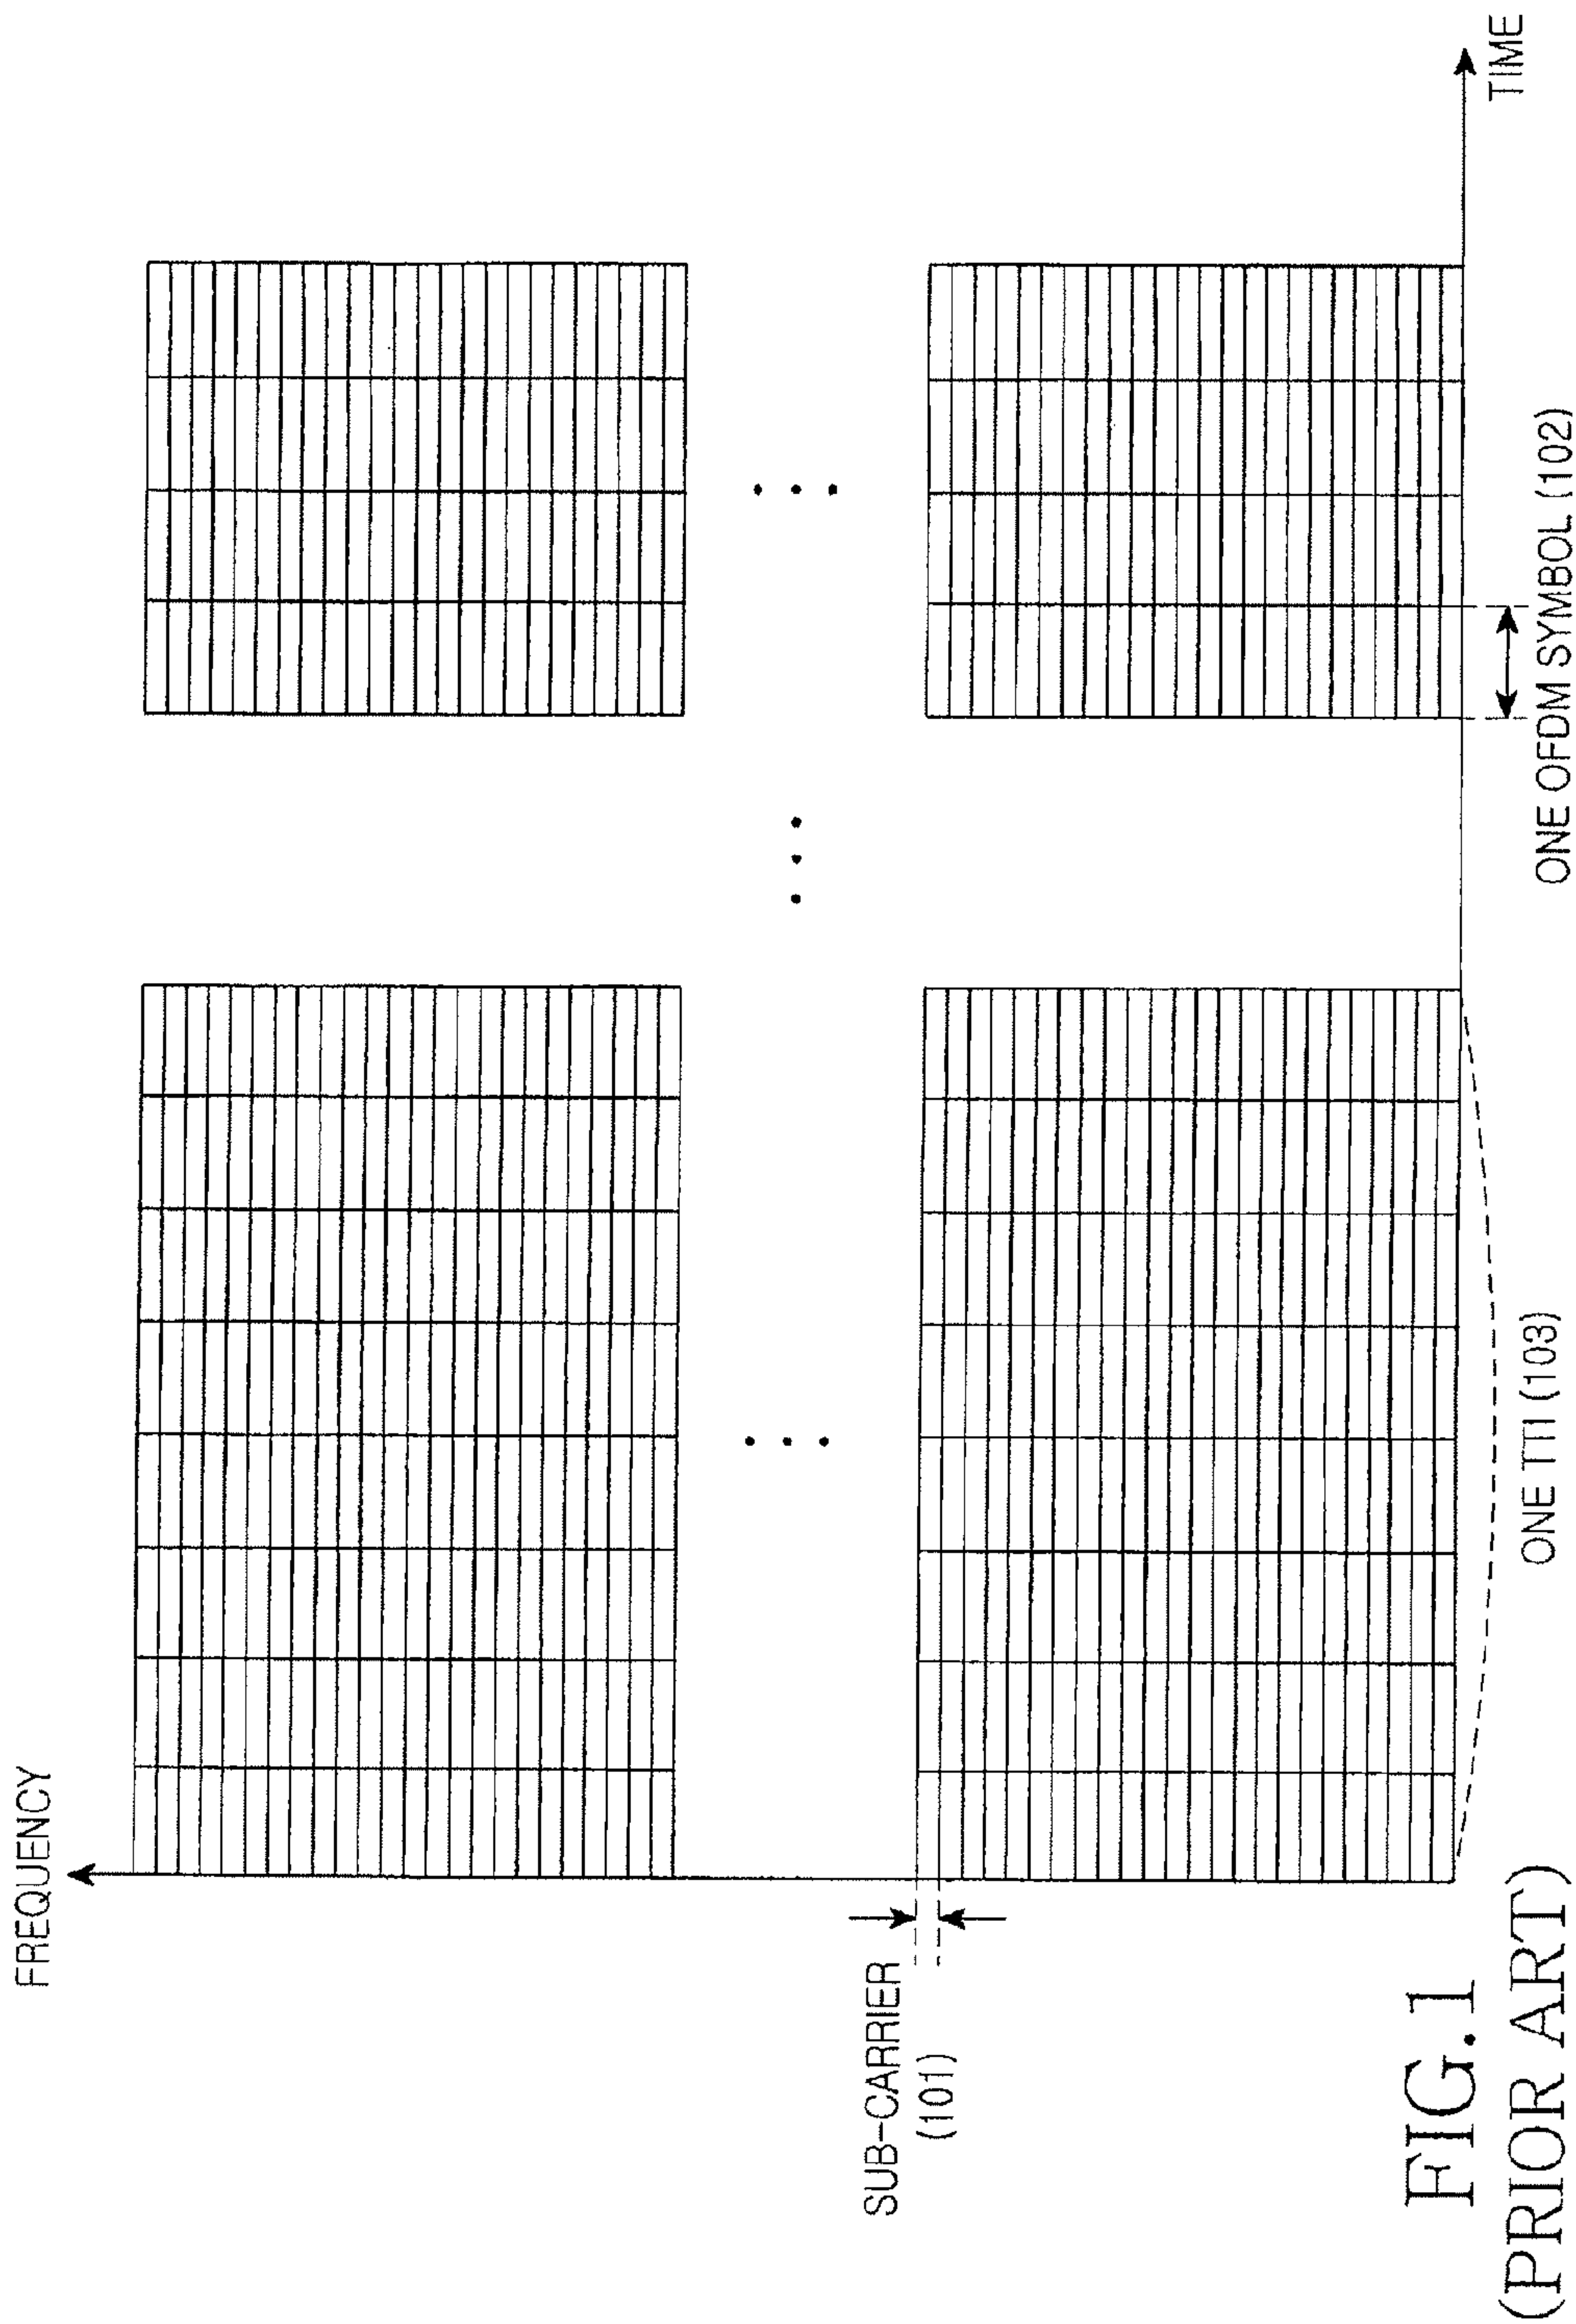 FREQUENCY
SUB-CARRIER
(101)
TIME
ONE TTI (103)
ONE OFDM SYMBOL (102)
FIG.1
(PRIOR ART)